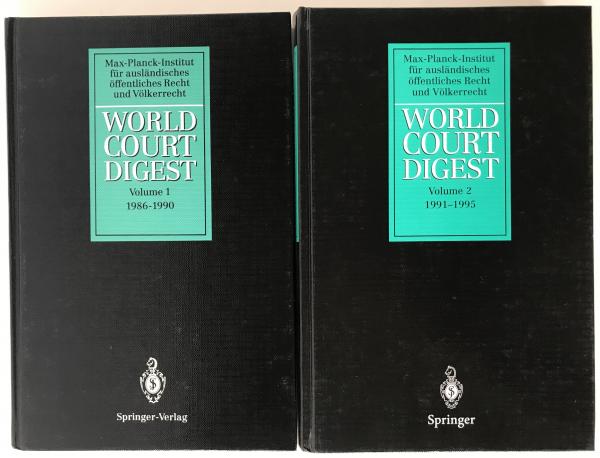 Max-Planck-Institut
für ausländisches
öffentliches Recht
und Völkerrecht
WORLD
COURT
DIGEST
Volume 1
1986-1990
Springer-Verlag
Max-Planck-Institut
für ausländisches
öffentliches Recht
und Völkerrecht
WORLD
COURT
DIGEST
Volume 2
1991-1995
Springer